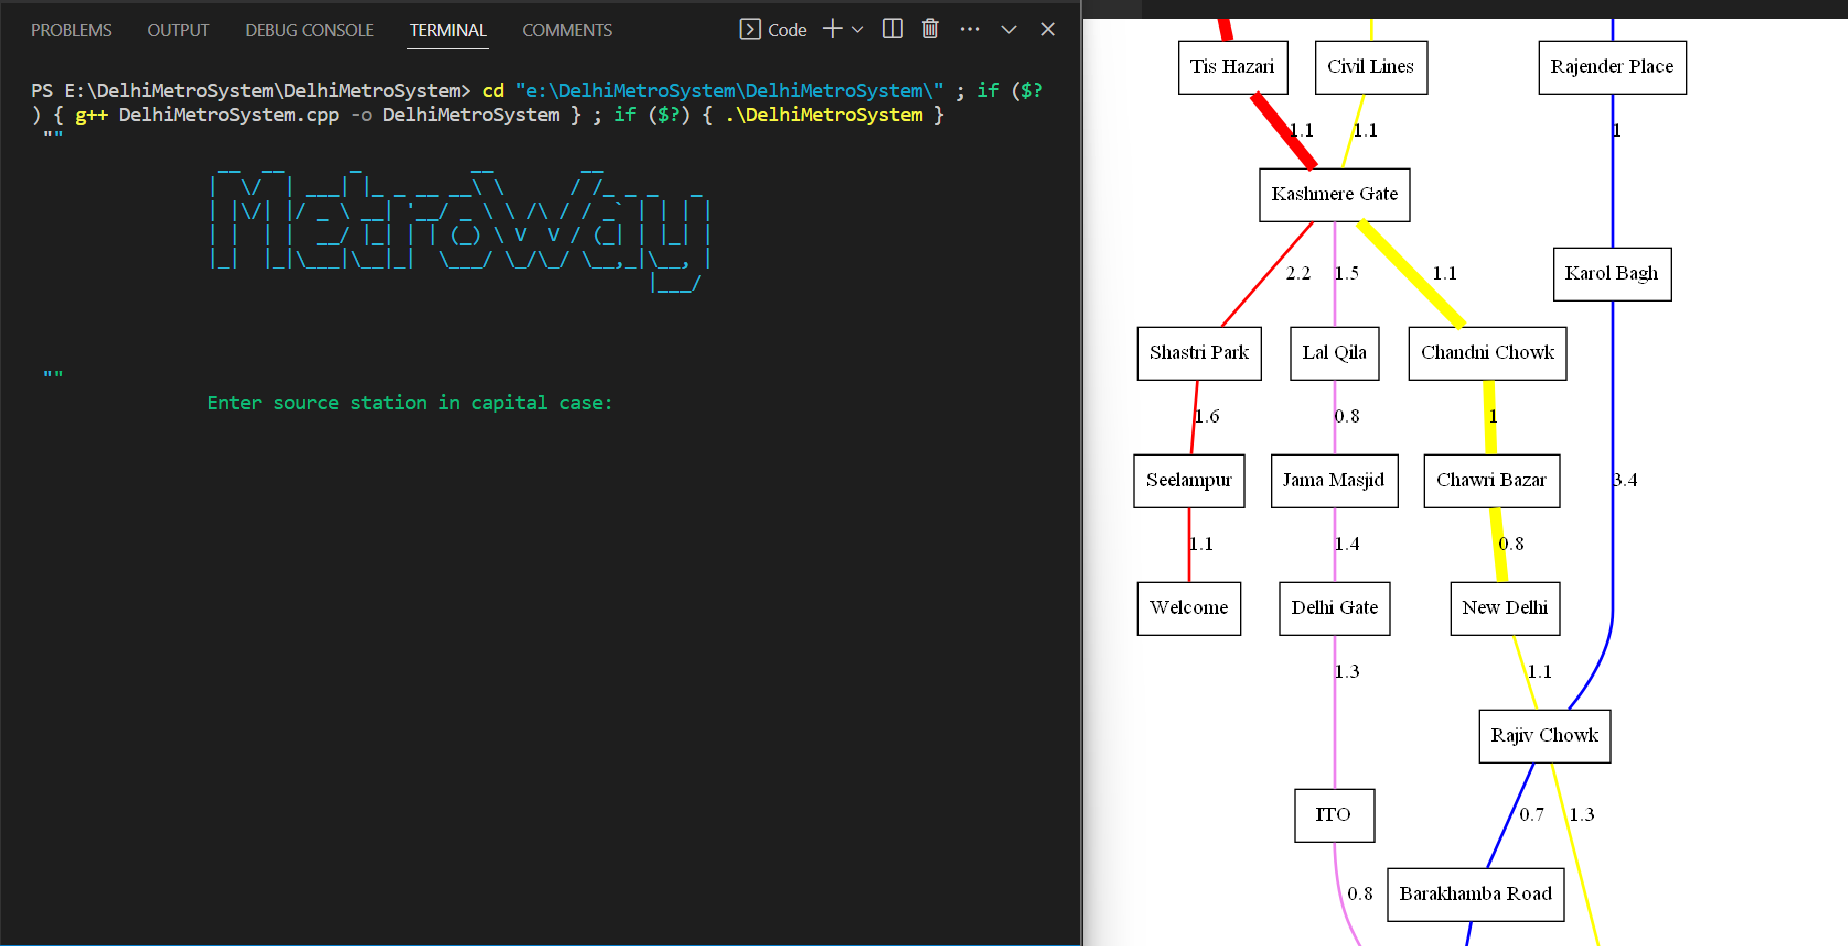 PROBLEMS OUTPUT DEBUG CONSOLE TERMINAL COMMENTS Code
PS E:\DelhiMetroSystem\DelhiMetroSystem> cd "e:\DelhiMetroSystem\DelhiMetroSystem\" ; if ($?
) { g++ DelhiMetroSystem.cpp -o DelhiMetroSystem } ; if ($?) { .\DelhiMetroSystem }
""
MetroWay
""
Enter source station in capital case:
Tis Hazari Civil Lines Rajender Place
1.1 1.1 1
Kashmere Gate
2.2 1.5 1.1 Karol Bagh
Shastri Park Lal Qila Chandni Chowk
1.6 0.8 1
Seelampur Jama Masjid Chawri Bazar 3.4
1.1 1.4 0.8
Welcome Delhi Gate New Delhi
1.3 1.1
Rajiv Chowk
ITO 0.7 1.3
0.8 Barakhamba Road